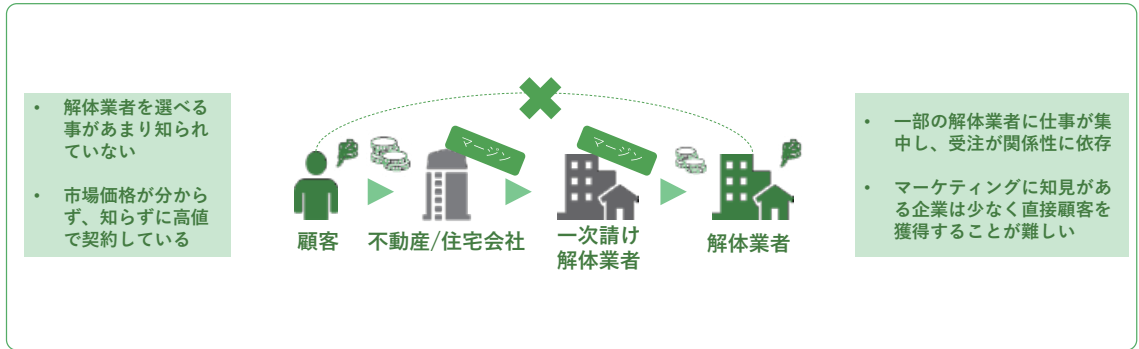 • 解体業者を選べる
事があまり知られ
ていない
• 市場価格が分から
ず、知らずに高値
で契約している
マージン
マージン
顧客
不動産/住宅会社
一次請け
解体業者
解体業者
• 一部の解体業者に仕事が集
中し、受注が関係性に依存
• マーケティングに知見があ
る企業は少なく直接顧客を
獲得することが難しい